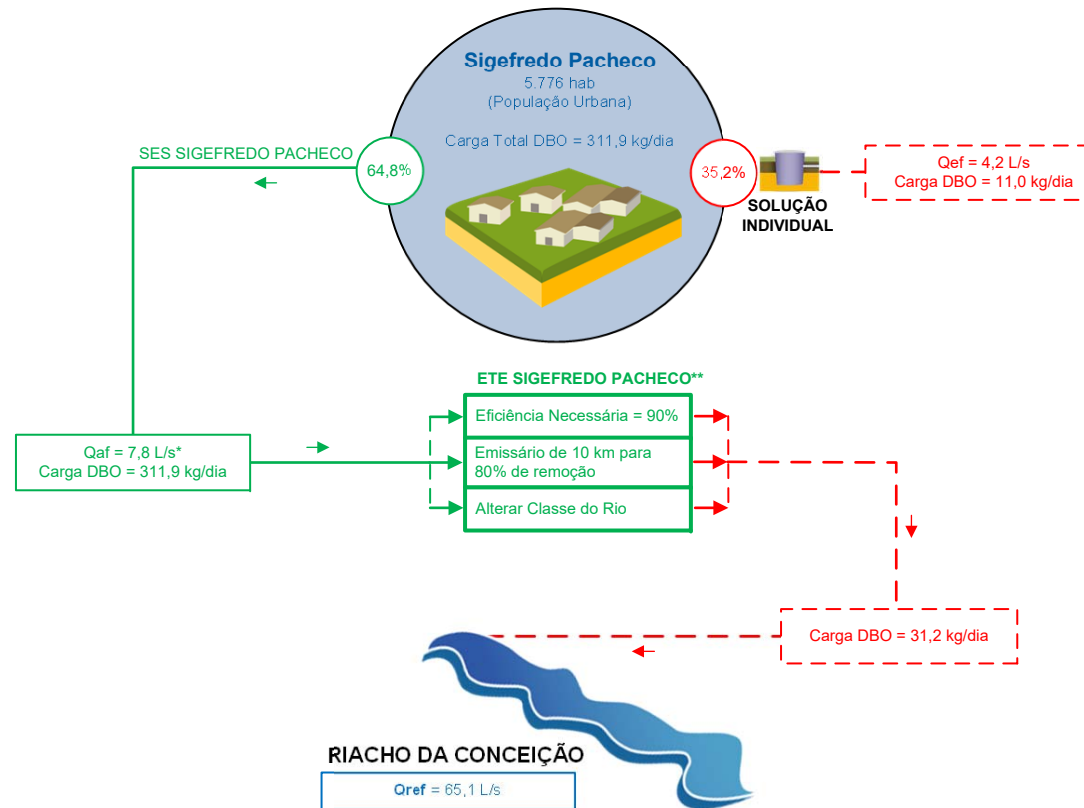 Sigefredo Pacheco
5.776 hab
(População Urbana)
Carga Total DBO = 311,9 kg/dia
SES SIGEFREDO PACHECO
64,8%
35,2%
SOLUÇÃO
INDIVIDUAL
Qef = 4,2 L/s
Carga DBO = 11,0 kg/dia
ETE SIGEFREDO PACHECO**
Eficiência Necessária = 90%
Emissário de 10 km para
80% de remoção
Alterar Classe do Rio
Qaf = 7,8 L/s*
Carga DBO = 311,9 kg/dia
Carga DBO = 31,2 kg/dia
RIACHO DA CONCEIÇÃO
Qref = 65,1 L/s